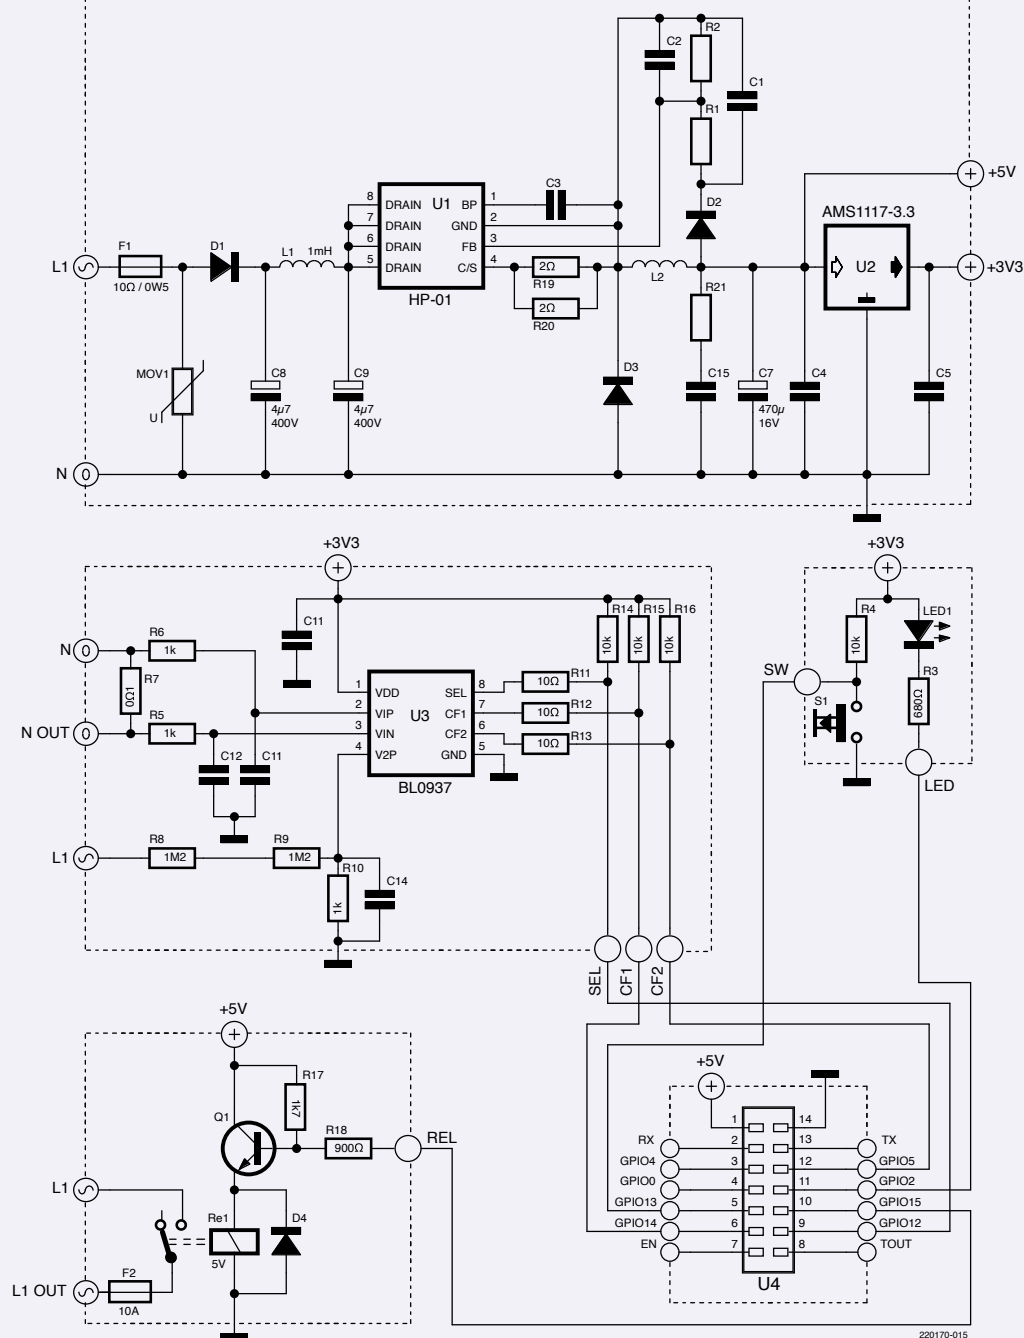 R2
C2
C1
R1
+5V
C3
D2
AMS1117-3.3
8 DRAIN U1 BP 1
7 DRAIN GND 2
6 DRAIN FB 3
5 DRAIN C/S 4
HP-01
L1
F1
10Ω / 0W5
D1
L1 1mH
2Ω
R19
2Ω
R20
L2
R21
U2
+3V3
MOV1
U
C8
4µ7
400V
C9
4µ7
400V
D3
C15
C7
470µ
16V
C4
C5
N 0
+3V3
+3V3
C11
R14 R15 R16
10k 10k 10k
R4
10k
LED1
N 0
R6
1k
R7
0Ω1
N OUT 0
R5
1k
1 VDD SEL 8
2 VIP U3 CF1 7
3 VIN CF2 6
4 V2P GND 5
BL0937
10Ω R11
10Ω R12
10Ω R13
SW
S1
R3
680Ω
LED
C12 C11
L1
R8
1M2
R9
1M2
R10
1k
C14
SEL
CF1
CF2
+5V
R17
1k7
Q1
R18
900Ω
REL
L1
Re1
5V
D4
L1 OUT
F2
10A
+5V
1 14
RX 2 13 TX
GPIO4 3 12 GPIO5
GPIO0 4 11 GPIO2
GPIO13 5 10 GPIO15
GPIO14 6 9 GPIO12
EN 7 8 TOUT
U4
220170-015